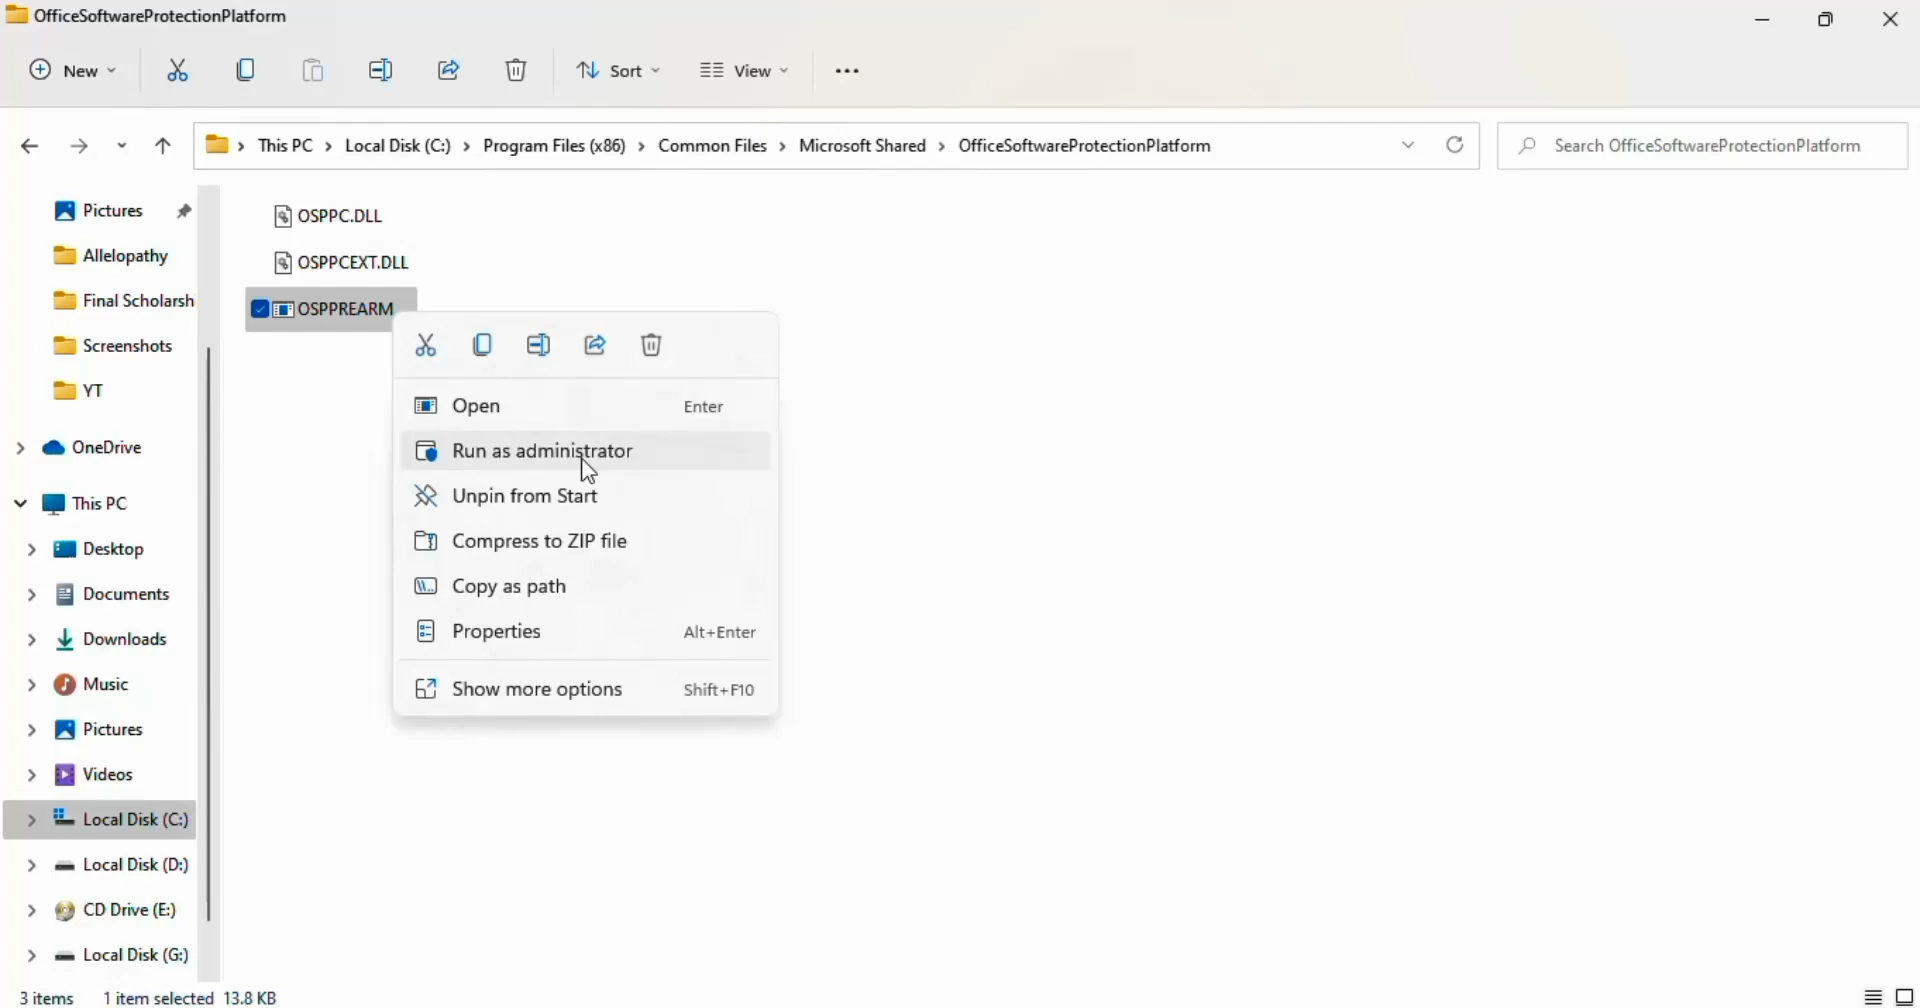 OfficeSoftwareProtectionPlatform
New Sort View
This PC Local Disk (C:) Program Files (x86) Common Files Microsoft Shared OfficeSoftwareProtectionPlatform Search OfficeSoftwareProtectionPlatform
Pictures
Allelopathy
Final Scholarsh
Screenshots
YT
OneDrive
This PC
Desktop
Documents
Downloads
Music
Pictures
Videos
Local Disk (C:)
Local Disk (D:)
CD Drive (E:)
Local Disk (G:)
OSPPC.DLL
OSPPCEXT.DLL
OSPPREARM
Open Enter
Run as administrator
Unpin from Start
Compress to ZIP file
Copy as path
Properties Alt+Enter
Show more options Shift+F10
3 items 1 item selected 13.8 KB